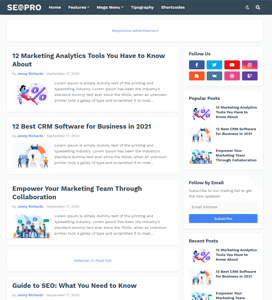 SEOPRO
Home Features Mega Menu Typography Shortcodes
Responsive Advertisement
12 Marketing Analytics Tools You Have to Know
About
by Jenny Richards - September 17, 2020
Lorem Ipsum is simply dummy text of the printing and
typesetting industry. Lorem Ipsum has been the industry's
standard dummy text ever since the 1500s, when an unknown
printer took a galley of type and scrambled it to mak…
12 Best CRM Software for Business in 2021
by Jenny Richards - September 17, 2020
Lorem Ipsum is simply dummy text of the printing and
typesetting industry. Lorem Ipsum has been the industry's
standard dummy text ever since the 1500s, when an unknown
printer took a galley of type and scrambled it to mak…
Empower Your Marketing Team Through
Collaboration
by Jenny Richards - September 17, 2020
Lorem Ipsum is simply dummy text of the printing and
typesetting industry. Lorem Ipsum has been the industry's
standard dummy text ever since the 1500s, when an unknown
printer took a galley of type and scrambled it to mak…
AdSense In-Feed Ads
Guide to SEO: What You Need to Know
by Jenny Richards - September 17, 2020
Follow Us
Popular Posts
12 Marketing Analytics
Tools You Have to Know
About
12 Best CRM Software for
Business in 2021
Empower Your
Marketing Team Through
Collaboration
Follow by Email
Subscribe to our mailing list to get
the new updates
Email Address
Subscribe
Recent Posts
12 Marketing Analytics
Tools You Have to Know
About
12 Best CRM Software for
Business in 2021
Empower Your